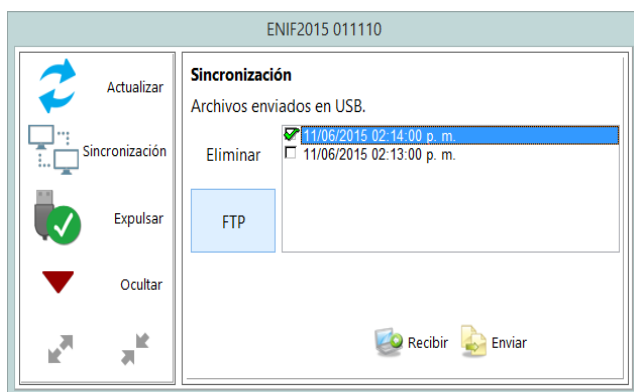 ENIF2015 011110
Actualizar
Sincronización
Expulsar
Ocultar
Sincronización
Archivos enviados en USB.
Eliminar
FTP
11/06/2015 02:14:00 p. m.
11/06/2015 02:13:00 p. m.
Recibir
Enviar